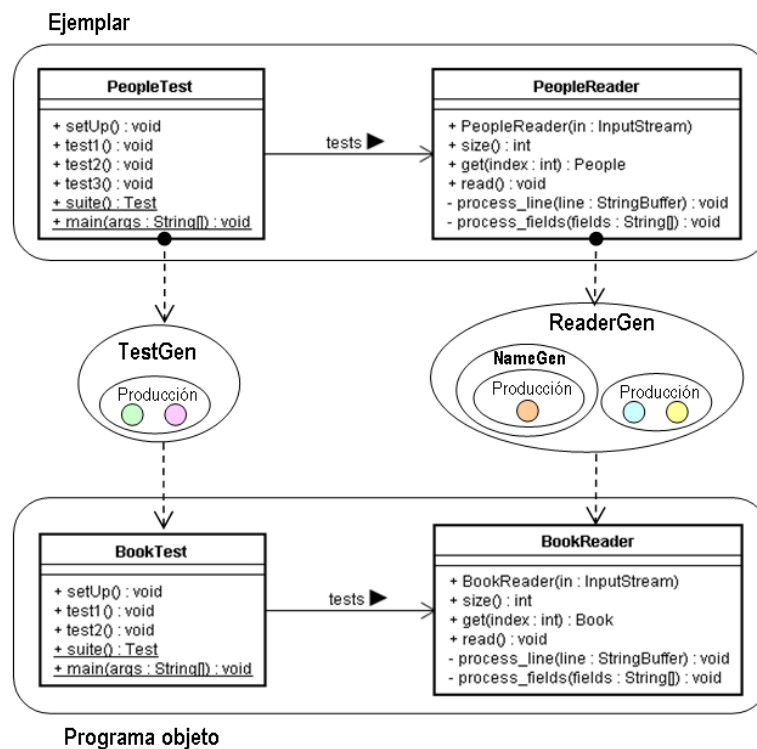 Ejemplar
PeopleTest
+ setUp() : void
+ test1() : void
+ test2() : void
+ test3() : void
+ suite() : Test
+ main(args : String[]) : void
tests
PeopleReader
+ PeopleReader(in : InputStream)
+ size() : int
+ get(index : int) : People
+ read() : void
- process_line(line : StringBuffer) : void
- process_fields(fields : String[]) : void
TestGen
Producción
ReaderGen
NameGen
Producción
Producción
BookTest
+ setUp() : void
+ test1() : void
+ test2() : void
+ suite() : Test
+ main(args : String[]) : void
tests
BookReader
+ BookReader(in : InputStream)
+ size() : int
+ get(index : int) : Book
+ read() : void
- process_line(line : StringBuffer) : void
- process_fields(fields : String[]) : void
Programa objeto